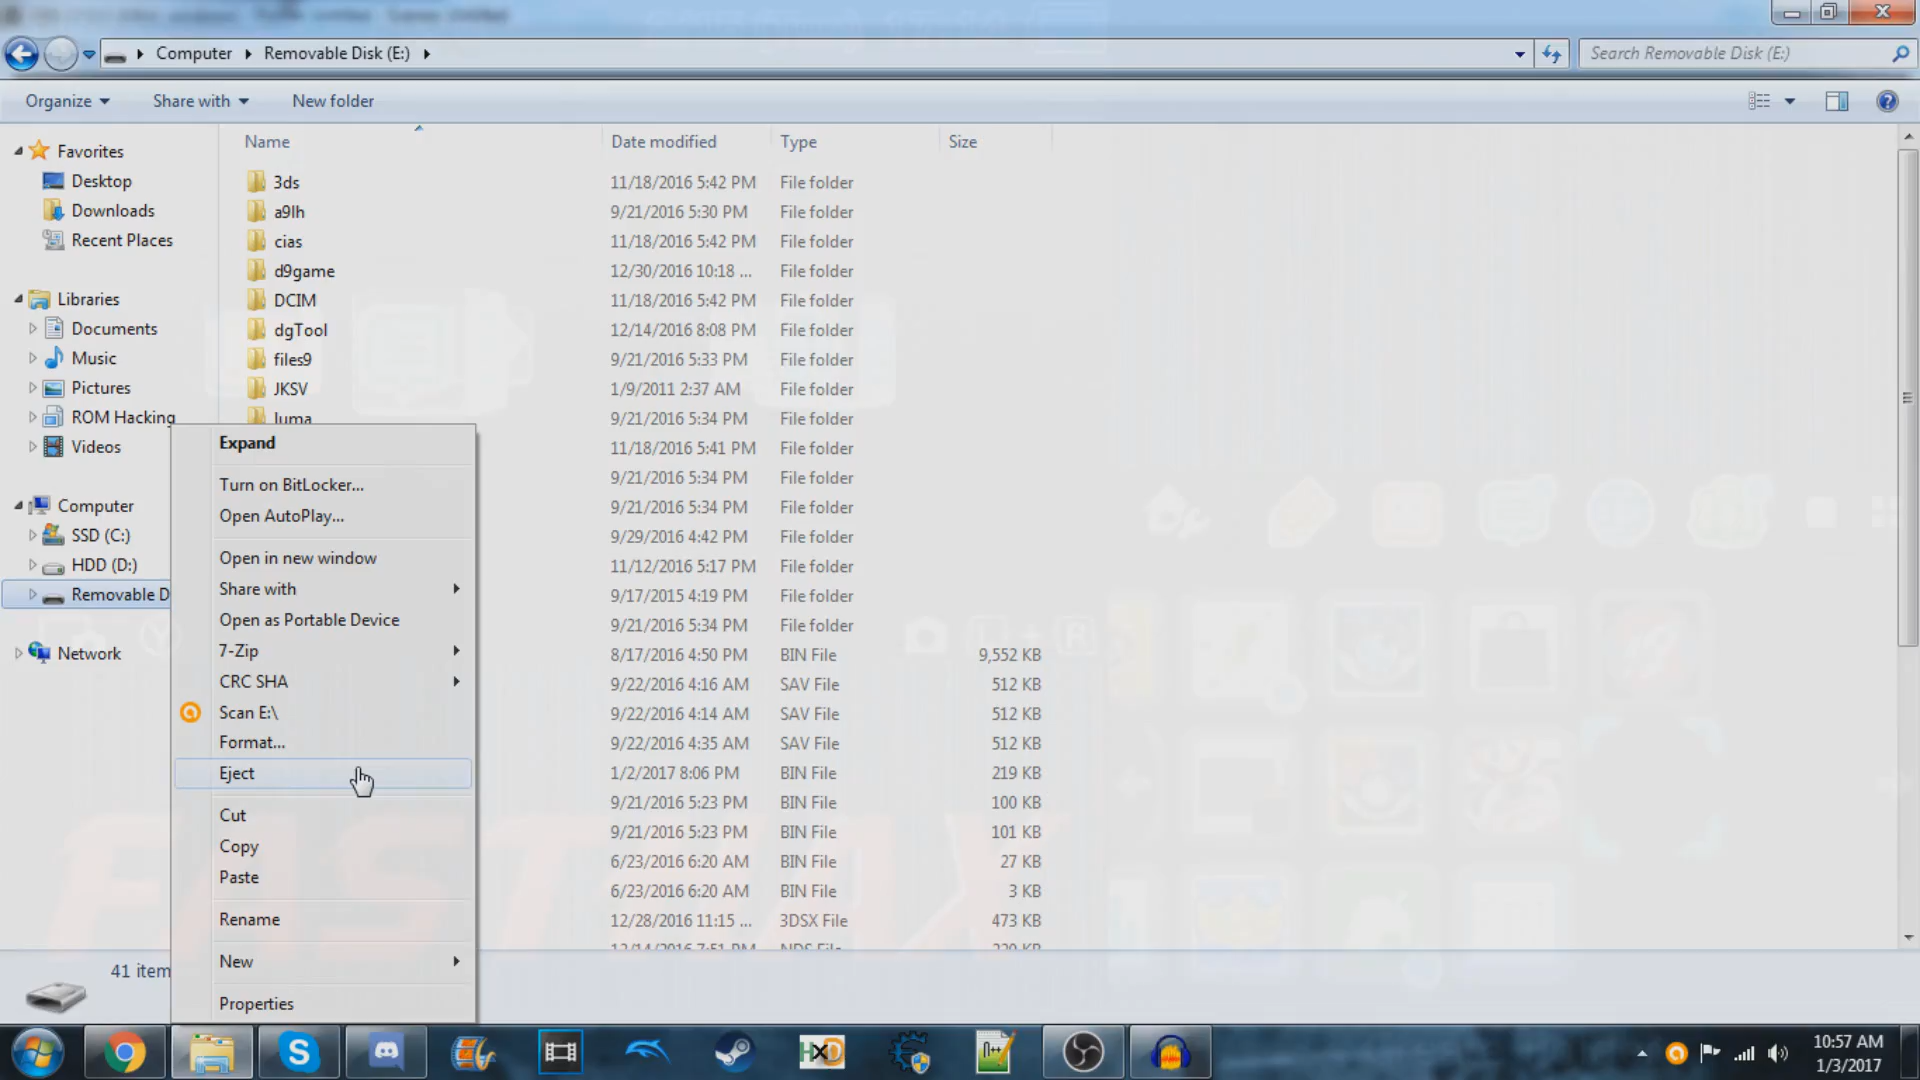 Computer
Removable Disk (E:)
Search Removable Disk (E:)
Organize
Share with
New folder
Name
Date modified
Type
Size
Favorites
Desktop
Downloads
Recent Places
Libraries
Documents
Music
Pictures
ROM Hacking
Videos
Computer
SSD (C:)
HDD (D:)
Removable D
Network
3ds 11/18/2016 5:42 PM File folder
a9lh 9/21/2016 5:30 PM File folder
cias 11/18/2016 5:42 PM File folder
d9game 12/30/2016 10:18 ... File folder
DCIM 11/18/2016 5:42 PM File folder
dgTool 12/14/2016 8:08 PM File folder
files9 9/21/2016 5:33 PM File folder
JKSV 1/9/2011 2:37 AM File folder
luma 9/21/2016 5:34 PM File folder
11/18/2016 5:41 PM File folder
9/21/2016 5:34 PM File folder
9/21/2016 5:34 PM File folder
9/29/2016 4:42 PM File folder
11/12/2016 5:17 PM File folder
9/17/2015 4:19 PM File folder
9/21/2016 5:34 PM File folder
8/17/2016 4:50 PM BIN File 9,552 KB
9/22/2016 4:16 AM SAV File 512 KB
9/22/2016 4:14 AM SAV File 512 KB
9/22/2016 4:35 AM SAV File 512 KB
1/2/2017 8:06 PM BIN File 219 KB
9/21/2016 5:23 PM BIN File 100 KB
9/21/2016 5:23 PM BIN File 101 KB
6/23/2016 6:20 AM BIN File 27 KB
6/23/2016 6:20 AM BIN File 3 KB
12/28/2016 11:15 ... 3DSX File 473 KB
12/14/2016 7:51 PM NDS File
Expand
Turn on BitLocker...
Open AutoPlay...
Open in new window
Share with
Open as Portable Device
7-Zip
CRC SHA
Scan E:\
Format...
Eject
Cut
Copy
Paste
Rename
New
Properties
41 item
10:57 AM
1/3/2017